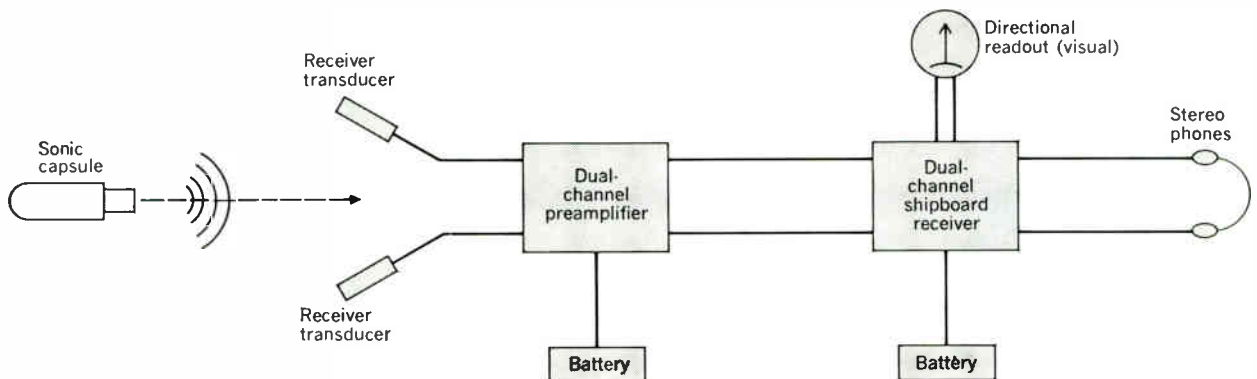 Sonic
capsule
Receiver
transducer
Receiver
transducer
Dual-
channel
preamplifier
Battery
Directional
readout (visual)
Dual-
channel
shipboard
receiver
Battery
Stereo
phones